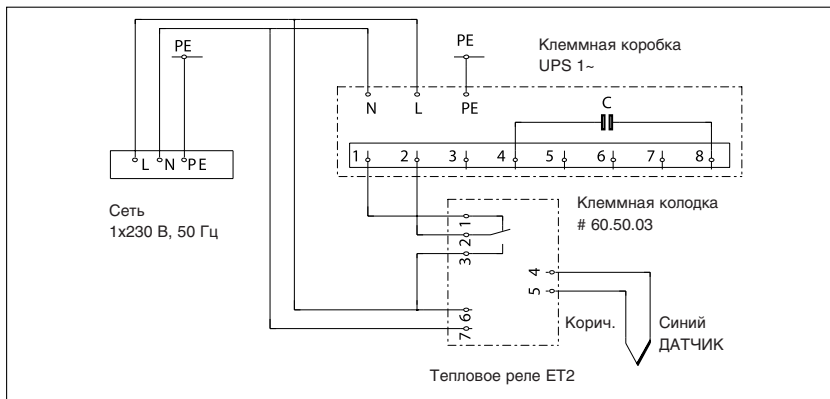 PE
PE
Клеммная коробка
UPS 1~
N L PE
C
1 2 3 4 5 6 7 8
L N PE
Сеть
1x230 В, 50 Гц
Клеммная колодка
# 60.50.03
1
2
3
4
5
6
7
Корич.
Синий
ДАТЧИК
Тепловое реле ET2